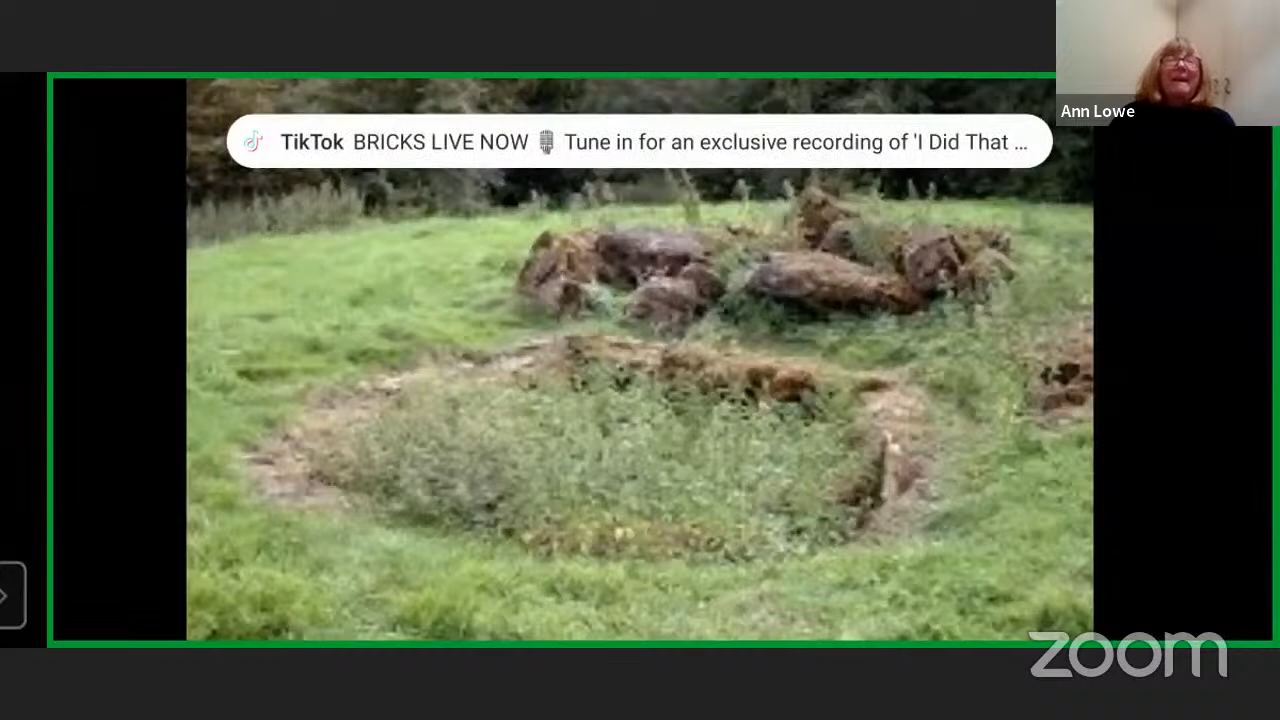 TikTok BRICKS LIVE NOW 🎙 Tune in for an exclusive recording of 'I Did That ...
Ann Lowe
zoom